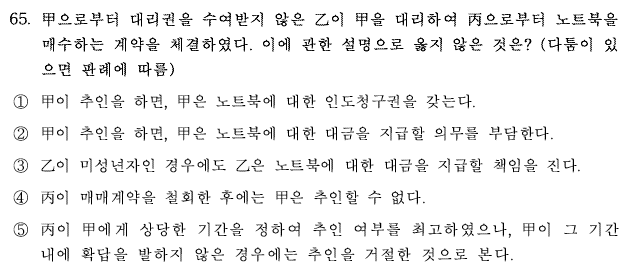 65. 甲으로부터 대리권을 수여받지 않은 乙이 甲을 대리하여 丙으로부터 노트북을
매수하는 계약을 체결하였다. 이에 관한 설명으로 옳지 않은 것은? (다툼이 있
으면 판례에 따름)
① 甲이 추인을 하면, 甲은 노트북에 대한 인도청구권을 갖는다.
② 甲이 추인을 하면, 甲은 노트북에 대한 대금을 지급할 의무를 부담한다.
③ 乙이 미성년자인 경우에도 乙은 노트북에 대한 대금을 지급할 책임을 진다.
④ 丙이 매매계약을 철회한 후에는 甲은 추인할 수 없다.
⑤ 丙이 甲에게 상당한 기간을 정하여 추인 여부를 최고하였으나, 甲이 그 기간
내에 확답을 발하지 않은 경우에는 추인을 거절한 것으로 본다.